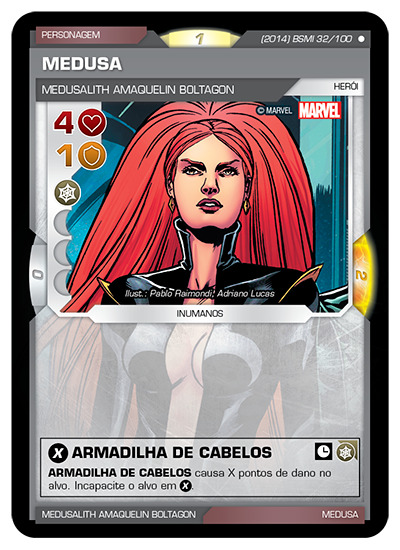 PERSONAGEM
1
(2014) BSMI 32/100
MEDUSA
MEDUSALITH AMAQUELIN BOLTAGON
HERÓI
© MARVEL
MARVEL
4
1
0
2
Ilust.: Pablo Raimondi, Adriano Lucas
INUMANOS
X ARMADILHA DE CABELOS
ARMADILHA DE CABELOS causa X pontos de dano no
alvo. Incapacite o alvo em X.
MEDUSALITH AMAQUELIN BOLTAGON
MEDUSA